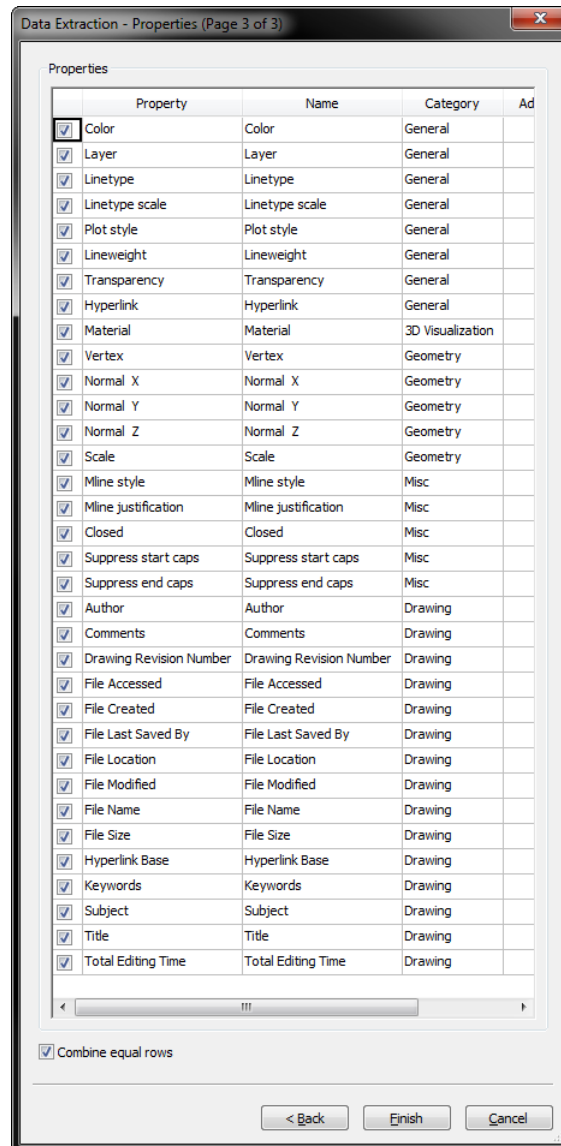 Data Extraction - Properties (Page 3 of 3)
Properties
Property Name Category Ad
Color Color General
Layer Layer General
Linetype Linetype General
Linetype scale Linetype scale General
Plot style Plot style General
Lineweight Lineweight General
Transparency Transparency General
Hyperlink Hyperlink General
Material Material 3D Visualization
Vertex Vertex Geometry
Normal X Normal X Geometry
Normal Y Normal Y Geometry
Normal Z Normal Z Geometry
Scale Scale Geometry
Mline style Mline style Misc
Mline justification Mline justification Misc
Closed Closed Misc
Suppress start caps Suppress start caps Misc
Suppress end caps Suppress end caps Misc
Author Author Drawing
Comments Comments Drawing
Drawing Revision Number Drawing Revision Number Drawing
File Accessed File Accessed Drawing
File Created File Created Drawing
File Last Saved By File Last Saved By Drawing
File Location File Location Drawing
File Modified File Modified Drawing
File Name File Name Drawing
File Size File Size Drawing
Hyperlink Base Hyperlink Base Drawing
Keywords Keywords Drawing
Subject Subject Drawing
Title Title Drawing
Total Editing Time Total Editing Time Drawing
Combine equal rows
< Back Finish Cancel